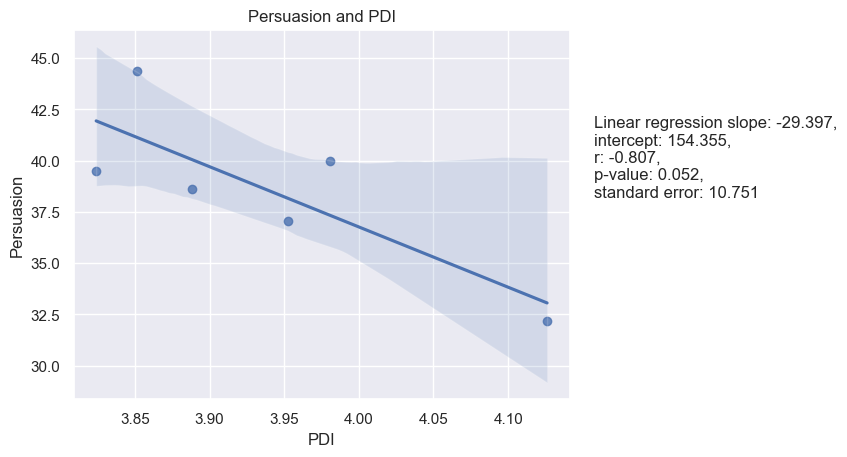 Persuasion and PDI
45.0
42.5
40.0
37.5
35.0
32.5
30.0
Persuasion
3.85
3.90
3.95
4.00
4.05
4.10
PDI
Linear regression slope: -29.397,
intercept: 154.355,
r: -0.807,
p-value: 0.052,
standard error: 10.751